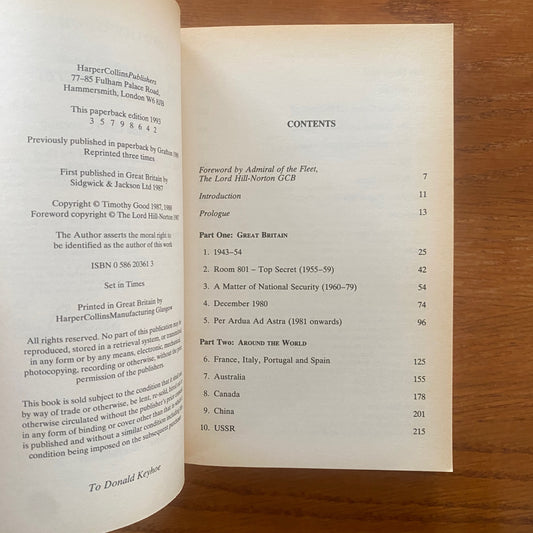 HarperCollinsPublishers
77–85 Fulham Palace Road,
Hammersmith, London W6 8JB
This paperback edition 1993
3 5 7 9 8 6 4 2
Previously published in paperback by Grafton
Reprinted three times
First published in Great Britain by
Sidgwick & Jackson Ltd 1987
Copyright © Timothy Good 1987, 1988
Foreword copyright © The Lord Hill-Norton 1987
The Author asserts the moral right to
be identified as the author of this work
ISBN 0 586 20361 3
Set in Times
Printed in Great Britain by
HarperCollinsManufacturing Glasgow
All rights reserved. No part of this publication may be
reproduced, stored in a retrieval system, or transmitted,
in any form or by any means, electronic, mechanical,
photocopying, recording or otherwise, without the prior
permission of the publishers.
This book is sold subject to the condition that it shall not,
by way of trade or otherwise, be lent, re-sold, hired out or
otherwise circulated without the publisher's prior consent
in any form of binding or cover other than that in which it
is published and without a similar condition including this
condition being imposed on the subsequent purchaser.
To Donald Keyhoe
CONTENTS
Foreword by Admiral of the Fleet,
The Lord Hill-Norton GCB 7
Introduction 11
Prologue 13
Part One: GREAT BRITAIN
1. 1943–54 25
2. Room 801 – Top Secret (1955–59) 42
3. A Matter of National Security (1960–79) 54
4. December 1980 74
5. Per Ardua Ad Astra (1981 onwards) 96
Part Two: AROUND THE WORLD
6. France, Italy, Portugal and Spain 125
7. Australia 155
8. Canada 178
9. China 201
10. USSR 215